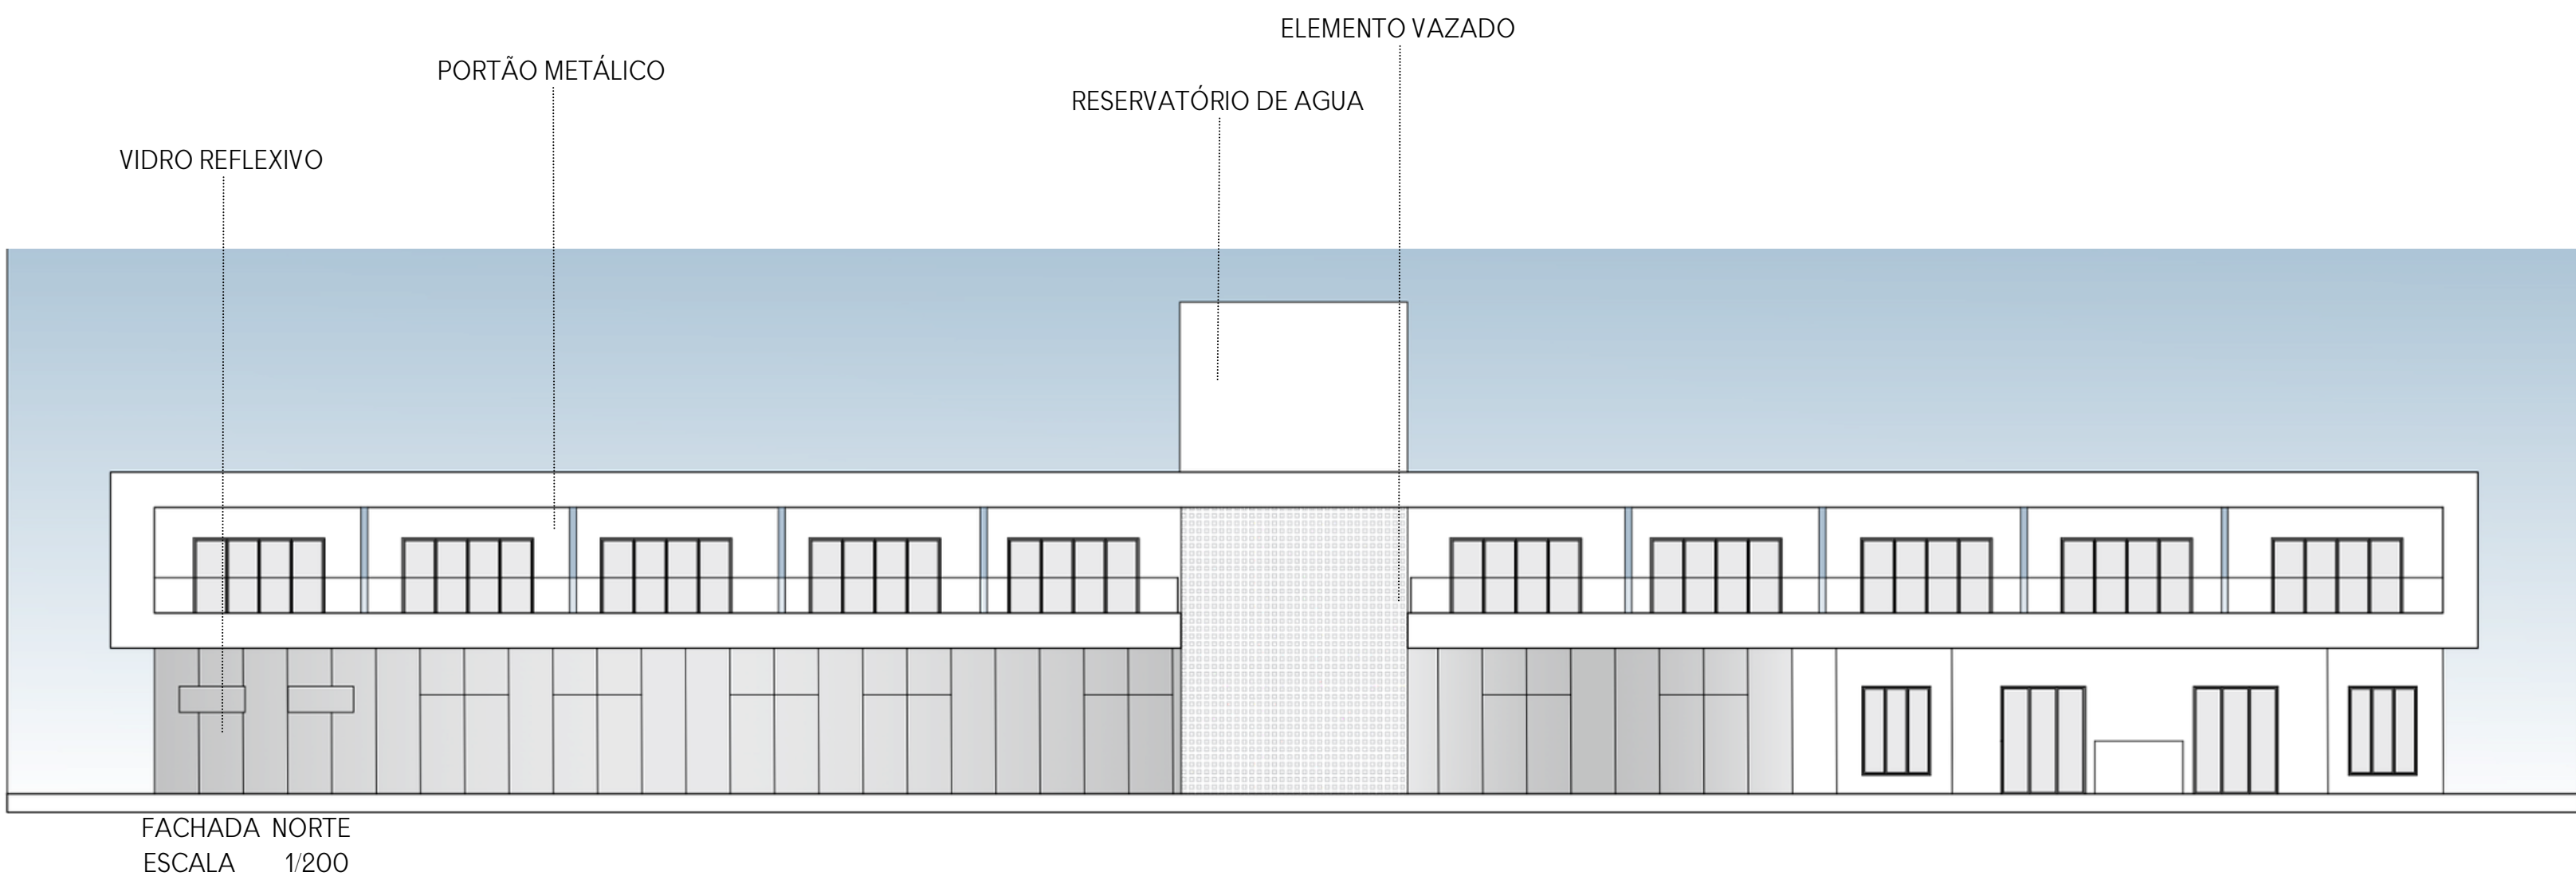 ELEMENTO VAZADO
PORTÃO METÁLICO
RESERVATÓRIO DE AGUA
VIDRO REFLEXIVO
FACHADA NORTE
ESCALA 1/200